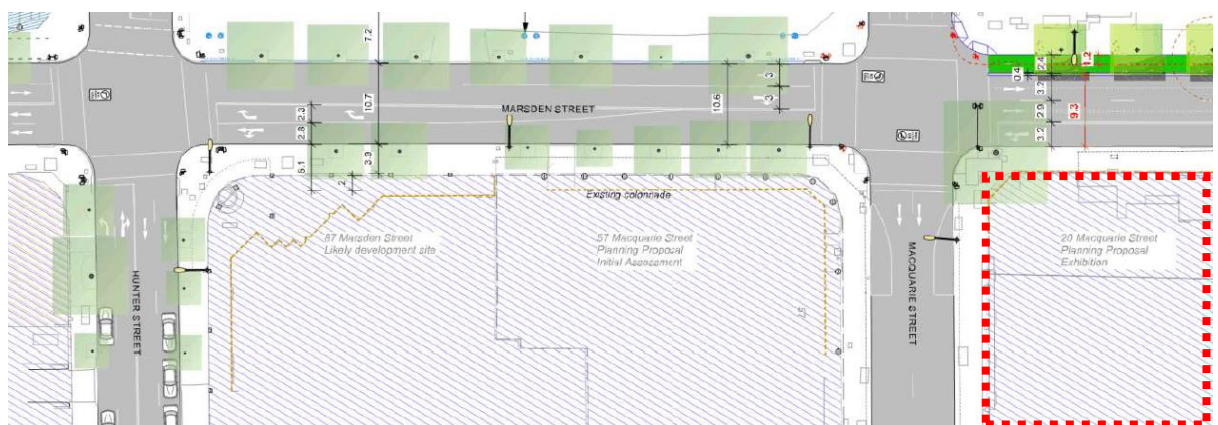 7.2
10.7
2.3
2.8
5.1
3.9
2
MARSDEN STREET
10.6
3
3
0.4
2.4
1.2
3.2
2.9
3.2
9.3
Existing colonnade
87 Marsden Street
Likely development site
57 Macquarie Street
Planning Proposal
Initial Assessment
20 Macquarie Street
Planning Proposal
Exhibition
HUNTER STREET
MACQUARIE STREET
57